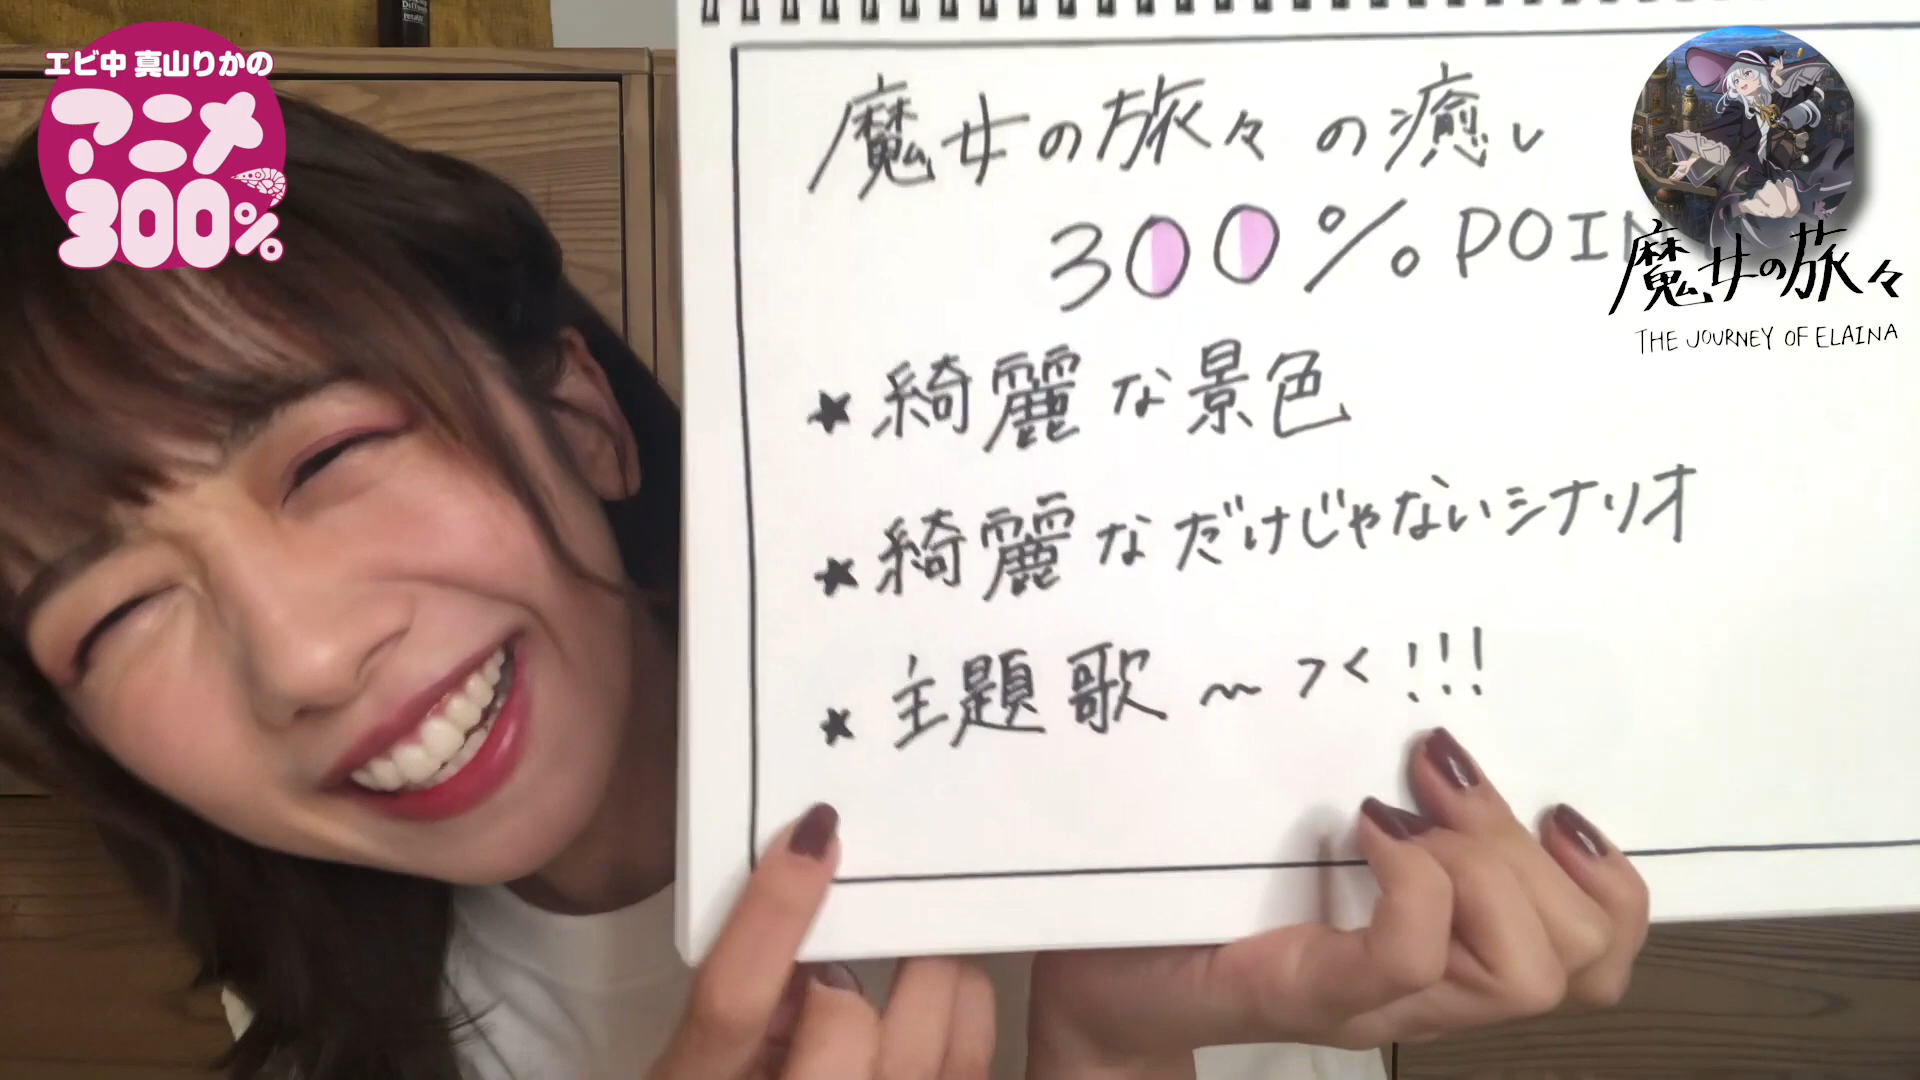 エビ中 真山りかの
アニメ
300%
魔女の旅々の癒し
300% POIN
★綺麗な景色
★綺麗なだけじゃないシナリオ
★主題歌〜つく!!!
魔女の旅々
THE JOURNEY OF ELAINA